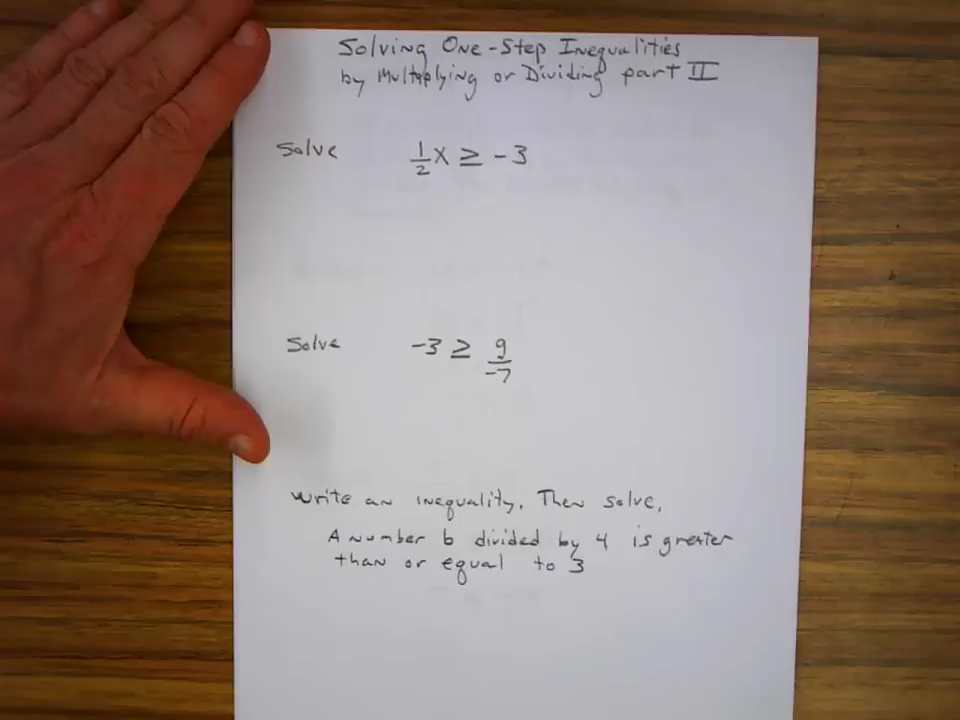 Solving One-Step Inequalities
by Multiplying or Dividing part II
Solve 1/2 x ≥ -3
Solve -3 ≥ g/-7
Write an inequality. Then solve.
A number b divided by 4 is greater
than or equal to 3